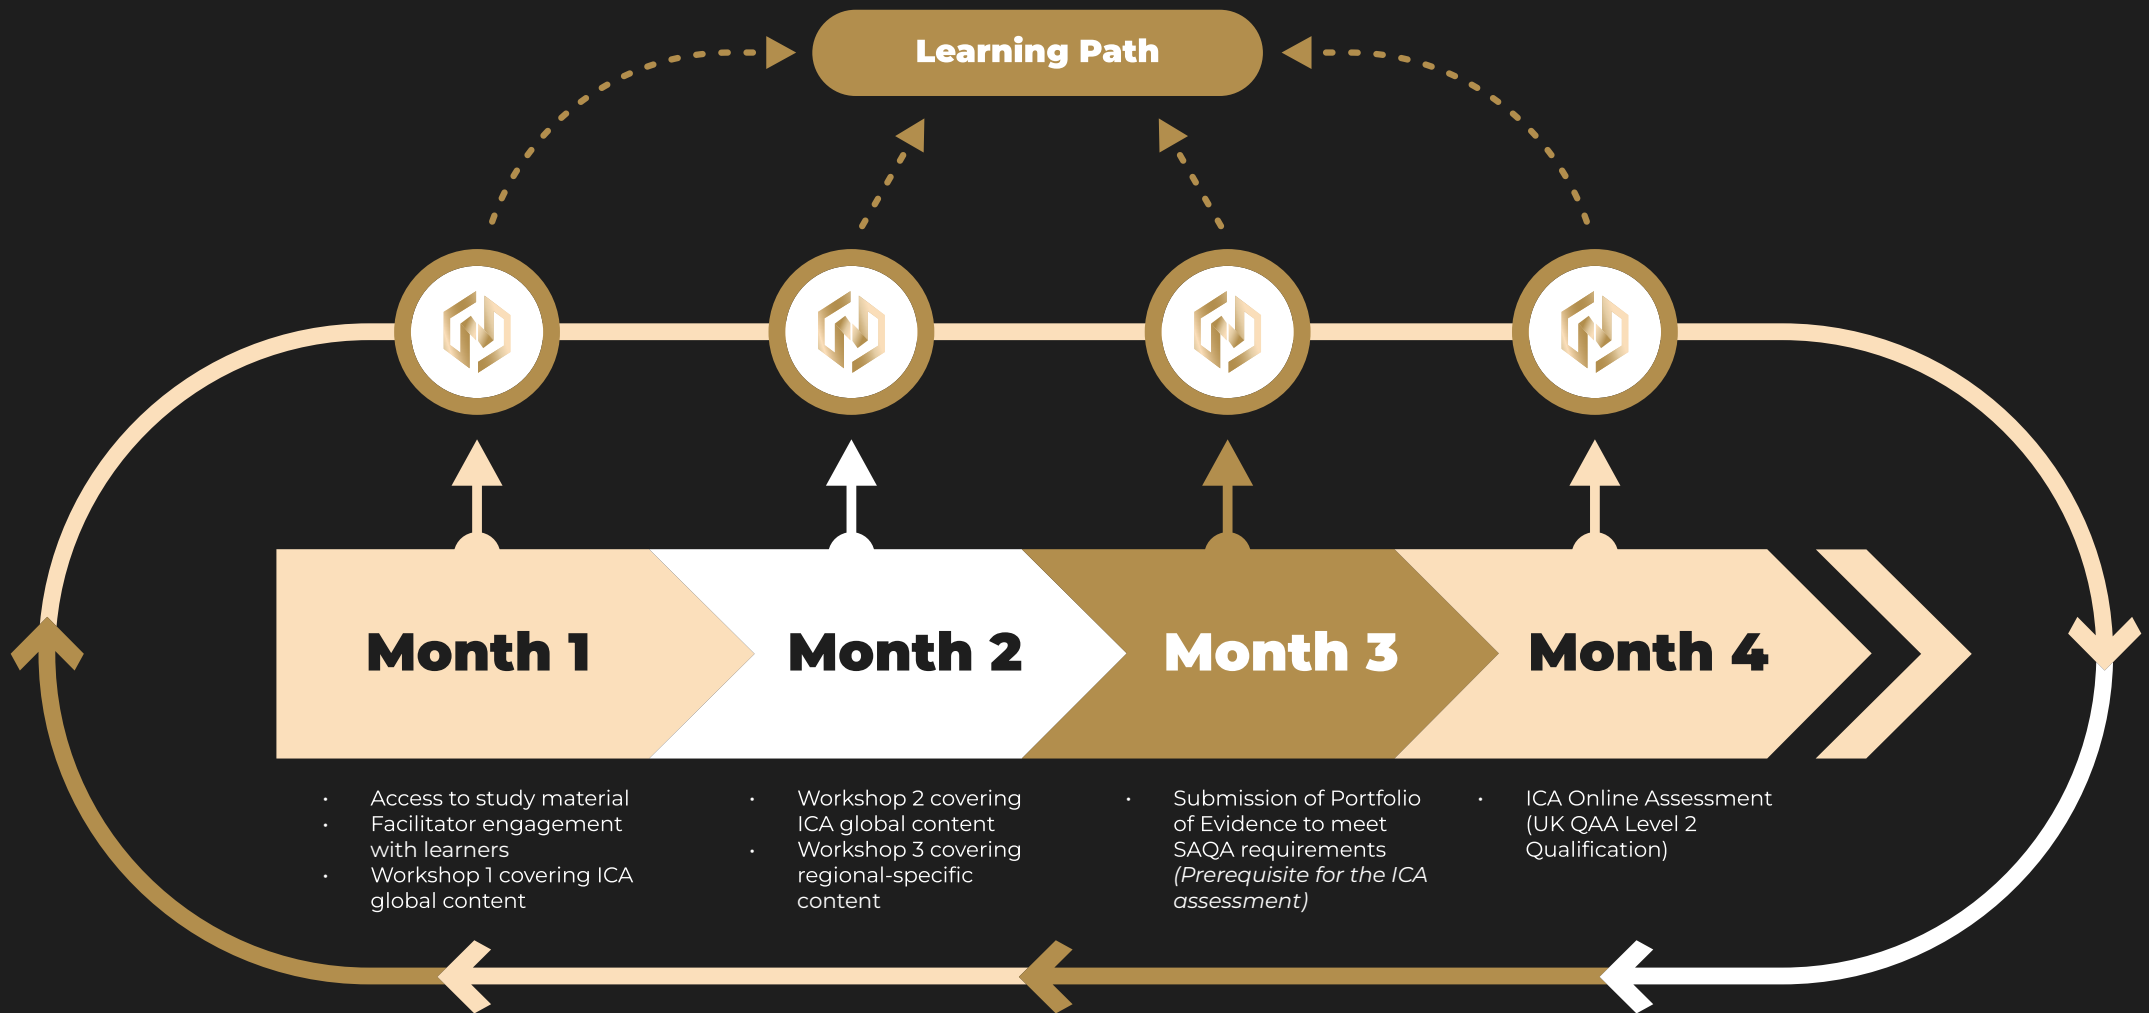 Learning Path
Month 1
Month 2
Month 3
Month 4
• Access to study material
• Facilitator engagement
with learners
• Workshop 1 covering ICA
global content
• Workshop 2 covering
ICA global content
• Workshop 3 covering
regional-specific
content
• Submission of Portfolio
of Evidence to meet
SAQA requirements
(Prerequisite for the ICA
assessment)
• ICA Online Assessment
(UK QAA Level 2
Qualification)